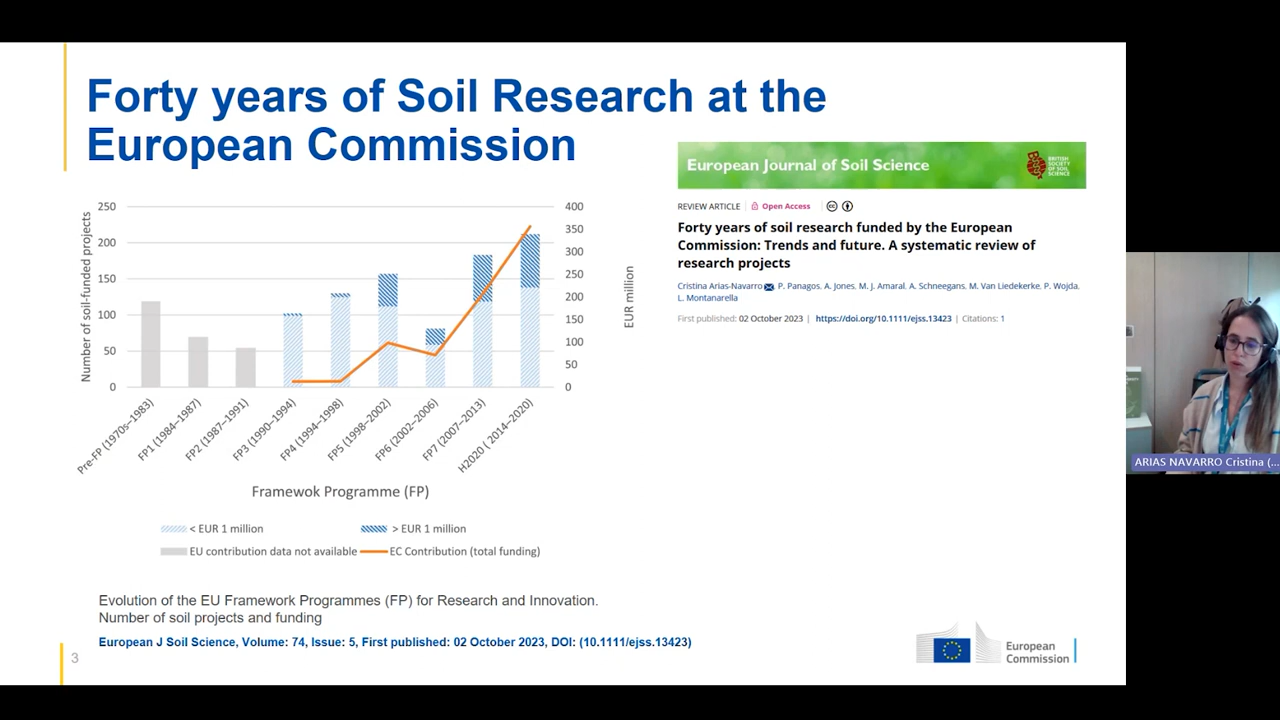 Forty years of Soil Research at the
European Commission
European Journal of Soil Science
BRITISH
SOCIETY
OF SOIL
SCIENCE
REVIEW ARTICLE
Open Access
Forty years of soil research funded by the European
Commission: Trends and future. A systematic review of
research projects
Cristina Arias-Navarro, P. Panagos, A. Jones, M. J. Amaral, A. Schneegans, M. Van Liedekerke, P. Wojda,
L. Montanarella
First published: 02 October 2023 | https://doi.org/10.1111/ejss.13423 | Citations: 1
Number of soil-funded projects
250
200
150
100
50
0
400
350
300
250
200
150
100
50
0
EUR million
Pre-FP (1970s–1983)
FP1 (1984–1987)
FP2 (1987–1991)
FP3 (1990–1994)
FP4 (1994–1998)
FP5 (1998–2002)
FP6 (2002–2006)
FP7 (2007–2013)
H2020 ( 2014–2020)
Framewok Programme (FP)
< EUR 1 million
> EUR 1 million
EU contribution data not available
EC Contribution (total funding)
Evolution of the EU Framework Programmes (FP) for Research and Innovation.
Number of soil projects and funding
European J Soil Science, Volume: 74, Issue: 5, First published: 02 October 2023, DOI: (10.1111/ejss.13423)
3
European
Commission
ARIAS NAVARRO Cristina (...